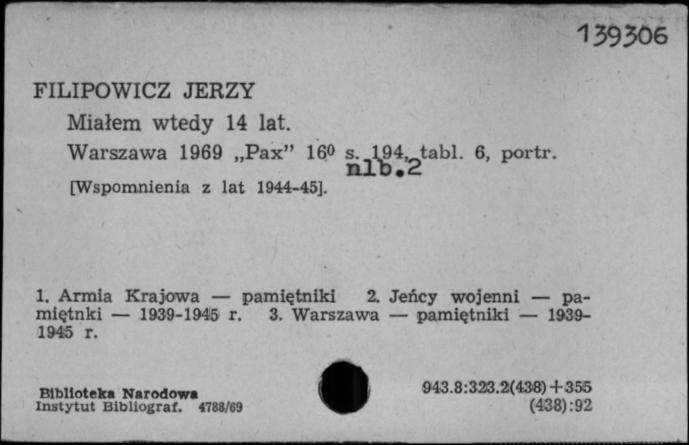 139306
FILIPOWICZ JERZY
Miałem wtedy 14 lat.
Warszawa 1969 „Pax” 16⁰ s. 194, tabl. 6, portr.
nlb.2
[Wspomnienia z lat 1944-45].
1. Armia Krajowa — pamiętniki 2. Jeńcy wojenni — pa-
miętnki — 1939-1945 r. 3. Warszawa — pamiętniki — 1939-
1945 r.
Biblioteka Narodowa
Instytut Bibliograf. 4788/69
943.8:323.2(438)+355
(438):92